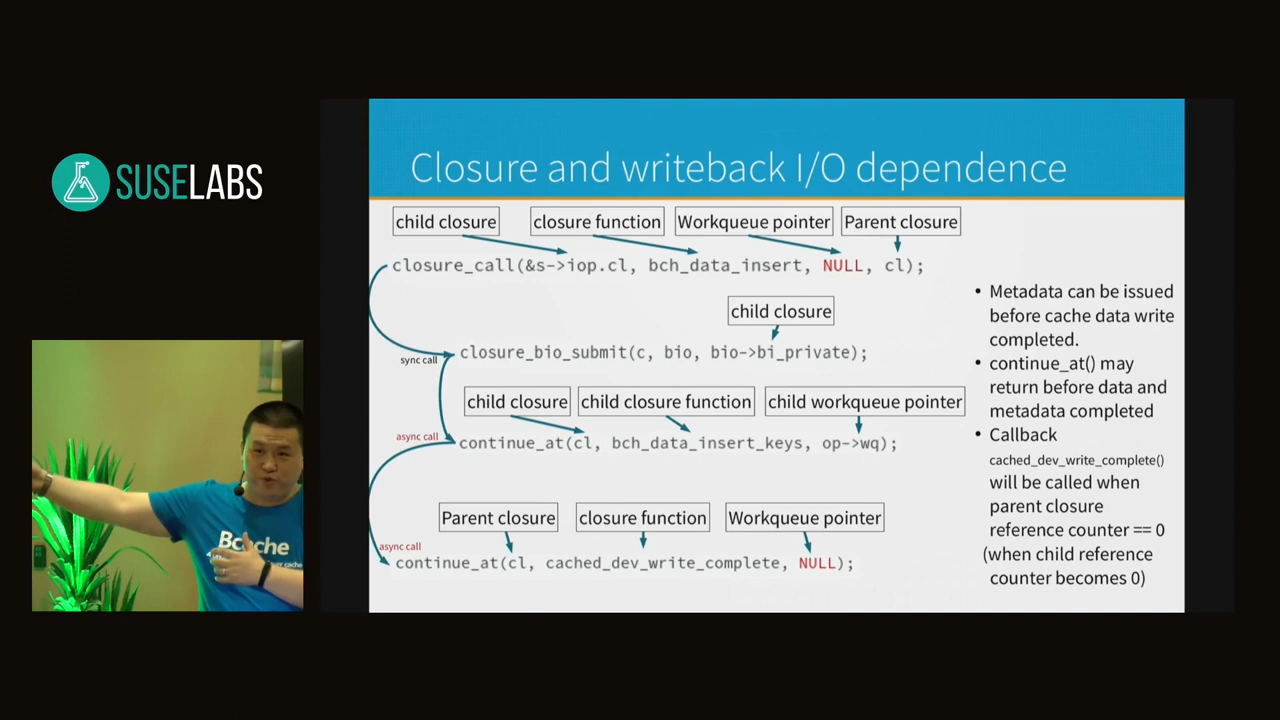 SUSELABS
Closure and writeback I/O dependence
child closure
closure function
Workqueue pointer
Parent closure
closure_call(&s->iop.cl, bch_data_insert, NULL, cl);
child closure
sync call
closure_bio_submit(c, bio, bio->bi_private);
child closure
child closure function
child workqueue pointer
async call
continue_at(cl, bch_data_insert_keys, op->wq);
Parent closure
closure function
Workqueue pointer
async call
continue_at(cl, cached_dev_write_complete, NULL);
• Metadata can be issued
before cache data write
completed.
• continue_at() may
return before data and
metadata completed
• Callback
cached_dev_write_complete()
will be called when
parent closure
reference counter == 0
(when child reference
counter becomes 0)
Bcache
cache